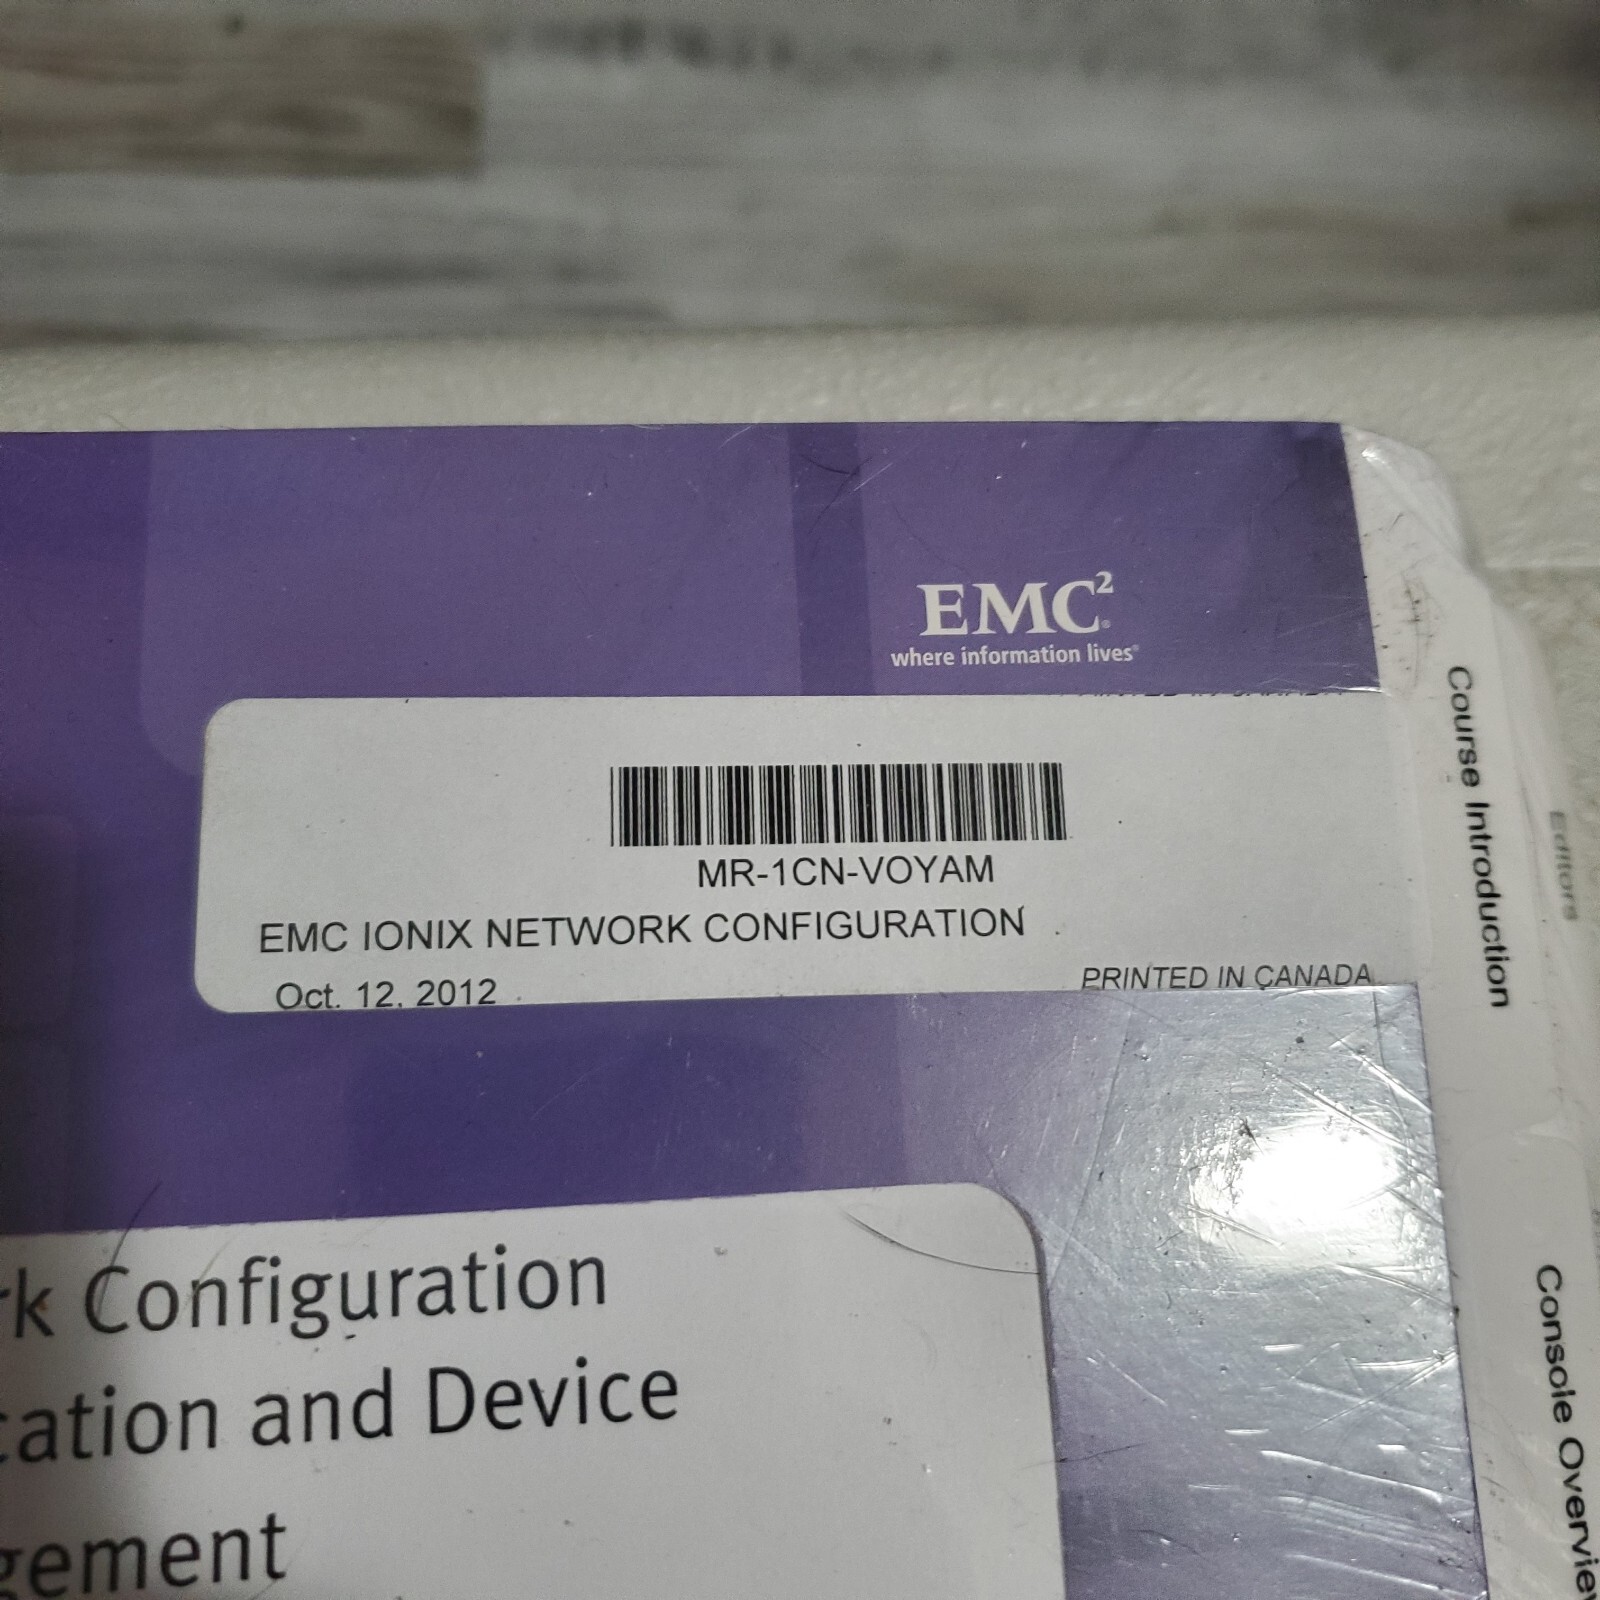 EMC²
where information lives®
MR-1CN-VOYAM
EMC IONIX NETWORK CONFIGURATION
Oct. 12, 2012
PRINTED IN CANADA
rk Configuration
cation and Device
gement
Course Introduction
Editors
Console Overview